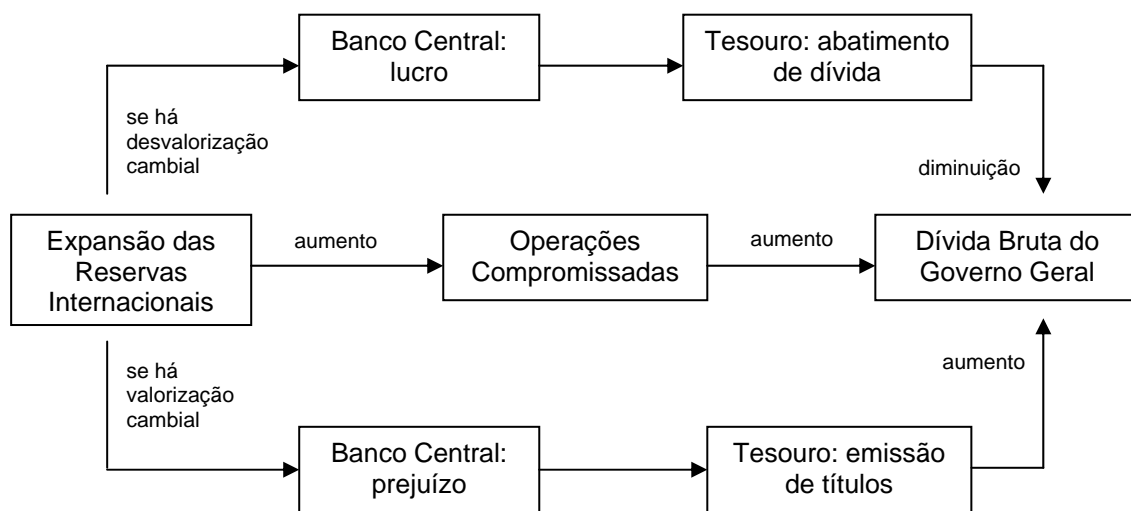 Banco Central:
lucro
Tesouro: abatimento
de dívida
se há
desvalorização
cambial
diminuição
Expansão das
Reservas
Internacionais
aumento
Operações
Compromissadas
aumento
Dívida Bruta do
Governo Geral
se há
valorização
cambial
aumento
Banco Central:
prejuízo
Tesouro: emissão
de títulos